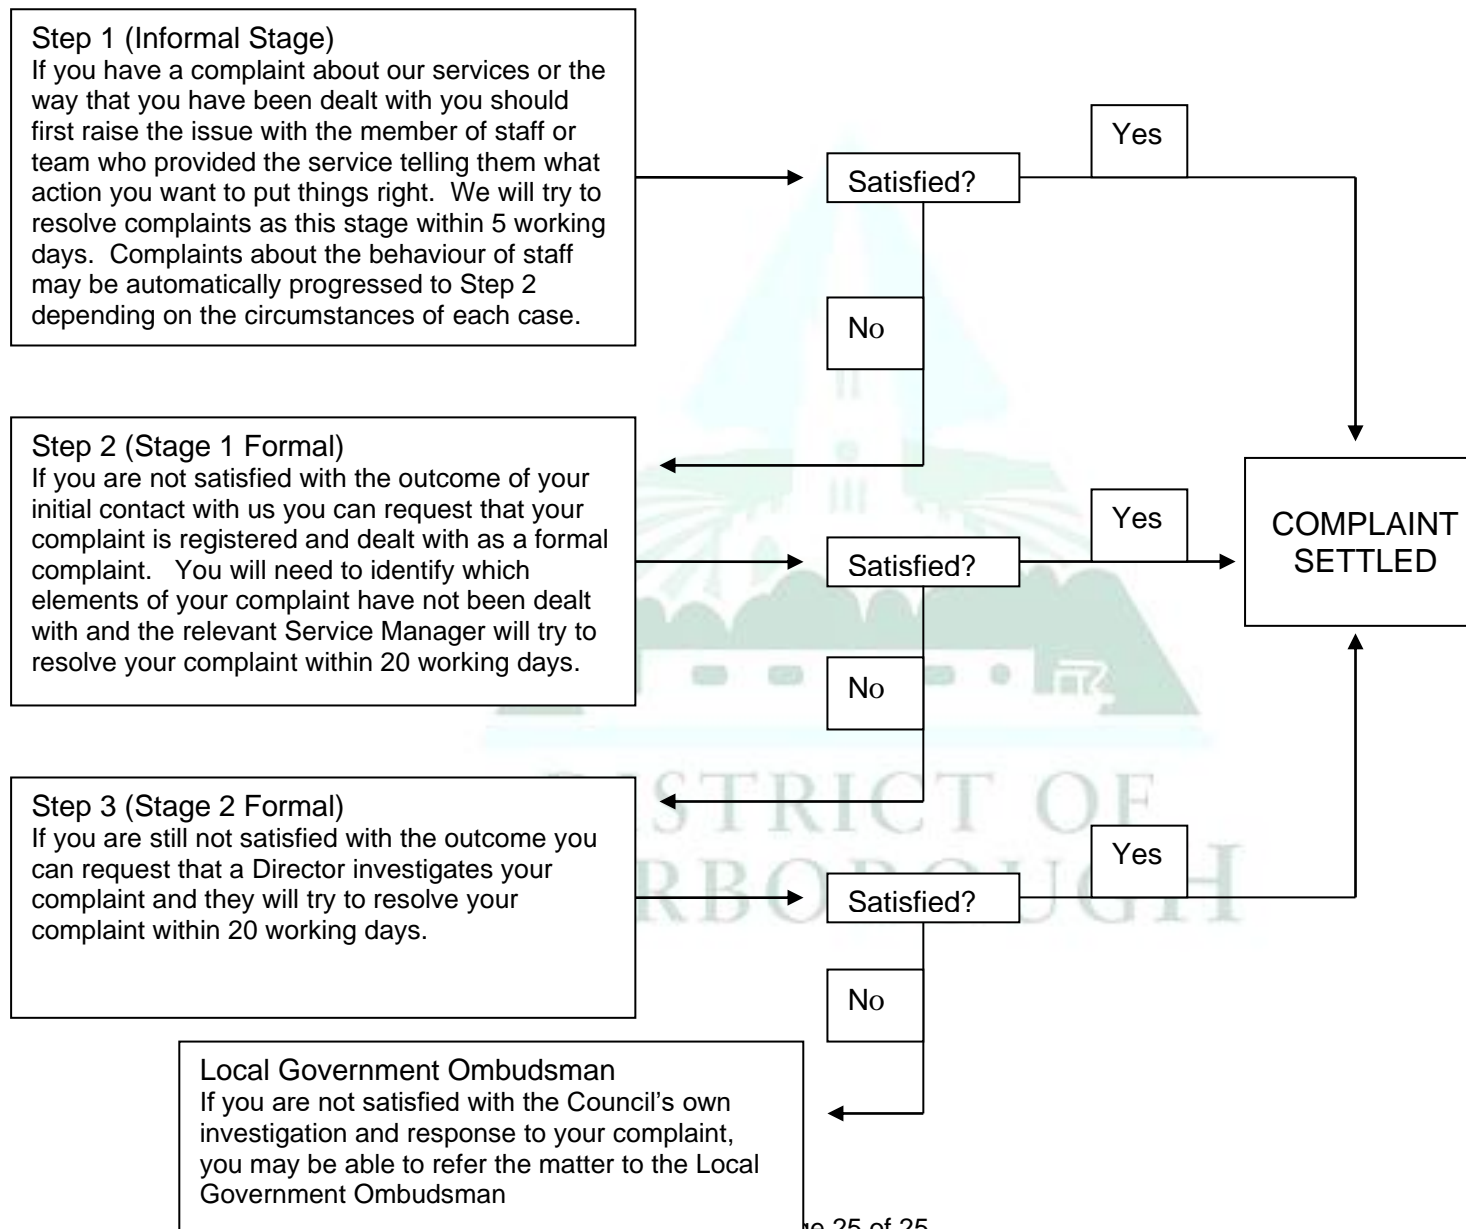 Step 1 (Informal Stage)
If you have a complaint about our services or the
way that you have been dealt with you should
first raise the issue with the member of staff or
team who provided the service telling them what
action you want to put things right.  We will try to
resolve complaints as this stage within 5 working
days.  Complaints about the behaviour of staff
may be automatically progressed to Step 2
depending on the circumstances of each case.
Satisfied?
Yes
No
Step 2 (Stage 1 Formal)
If you are not satisfied with the outcome of your
initial contact with us you can request that your
complaint is registered and dealt with as a formal
complaint.   You will need to identify which
elements of your complaint have not been dealt
with and the relevant Service Manager will try to
resolve your complaint within 20 working days.
Satisfied?
Yes
No
COMPLAINT
SETTLED
Step 3 (Stage 2 Formal)
If you are still not satisfied with the outcome you
can request that a Director investigates your
complaint and they will try to resolve your
complaint within 20 working days.
Satisfied?
Yes
No
Local Government Ombudsman
If you are not satisfied with the Council’s own
investigation and response to your complaint,
you may be able to refer the matter to the Local
Government Ombudsman
DISTRICT OF
25 of 25